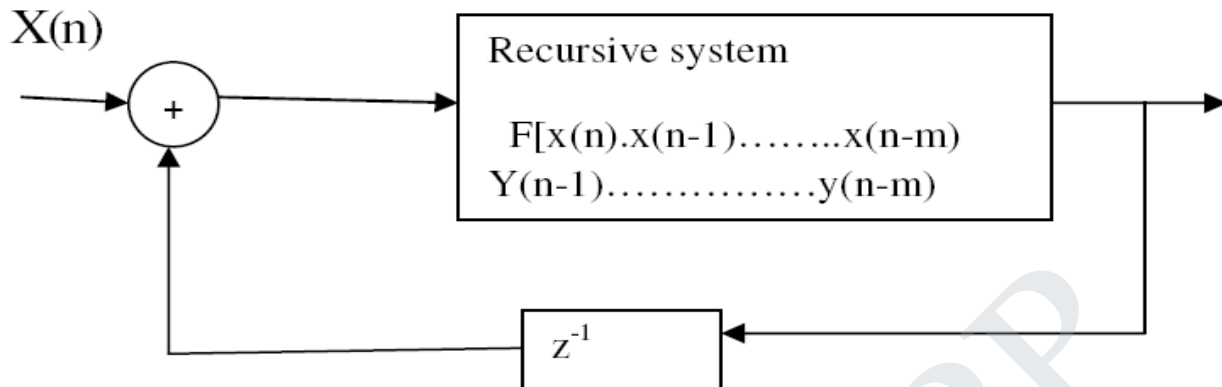 X(n)
Recursive system
+
F[x(n).x(n-1)……..x(n-m)
Y(n-1)……………y(n-m)
z-1